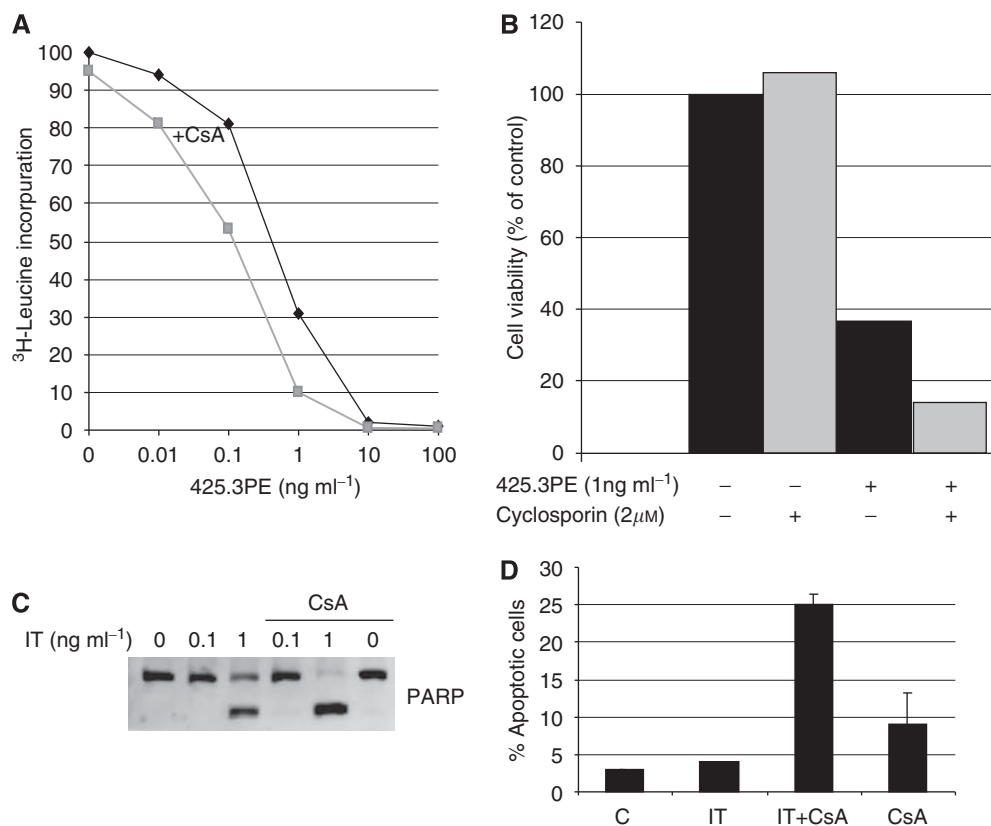 A
100
90
80
70
60
50
40
30
20
10
0
+CsA
³H-Leucine incorpuration
0 0.01 0.1 1 10 100
425.3PE (ng ml⁻¹)
B
120
100
80
60
40
20
0
Cell viability (% of control)
425.3PE (1ng ml⁻¹) – – + +
Cyclosporin (2μM) – + – +
C
CsA
IT (ng ml⁻¹) 0 0.1 1 0.1 1 0
PARP
D
30
25
20
15
10
5
0
% Apoptotic cells
C IT IT+CsA CsA